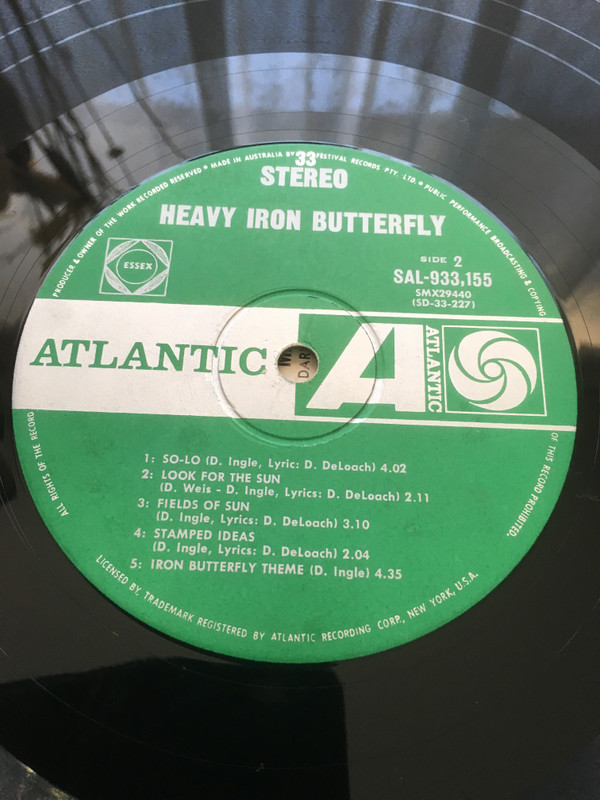 PRODUCER & OWNER OF THE WORK RECORDED RESERVED • MADE IN AUSTRALIA BY FESTIVAL RECORDS PTY. LTD. • PUBLIC PERFORMANCE BROADCASTING & COPYING
33
STEREO
HEAVY IRON BUTTERFLY
ESSEX
SIDE 2
SAL-933,155
SMX29440
(SD-33-227)
ATLANTIC
A
ATLANTIC
DAR
1: SO-LO (D. Ingle, Lyric: D. DeLoach) 4.02
2: LOOK FOR THE SUN
(D. Weis - D. Ingle, Lyrics: D. DeLoach) 2.11
3: FIELDS OF SUN
(D. Ingle, Lyrics: D. DeLoach) 3.10
4: STAMPED IDEAS
(D. Ingle, Lyrics: D. DeLoach) 2.04
5: IRON BUTTERFLY THEME (D. Ingle) 4.35
ALL RIGHTS OF THE RECORD
OF THIS RECORD PROHIBITED.
LICENSED BY, TRADEMARK REGISTERED BY ATLANTIC RECORDING CORP., NEW YORK, U.S.A.